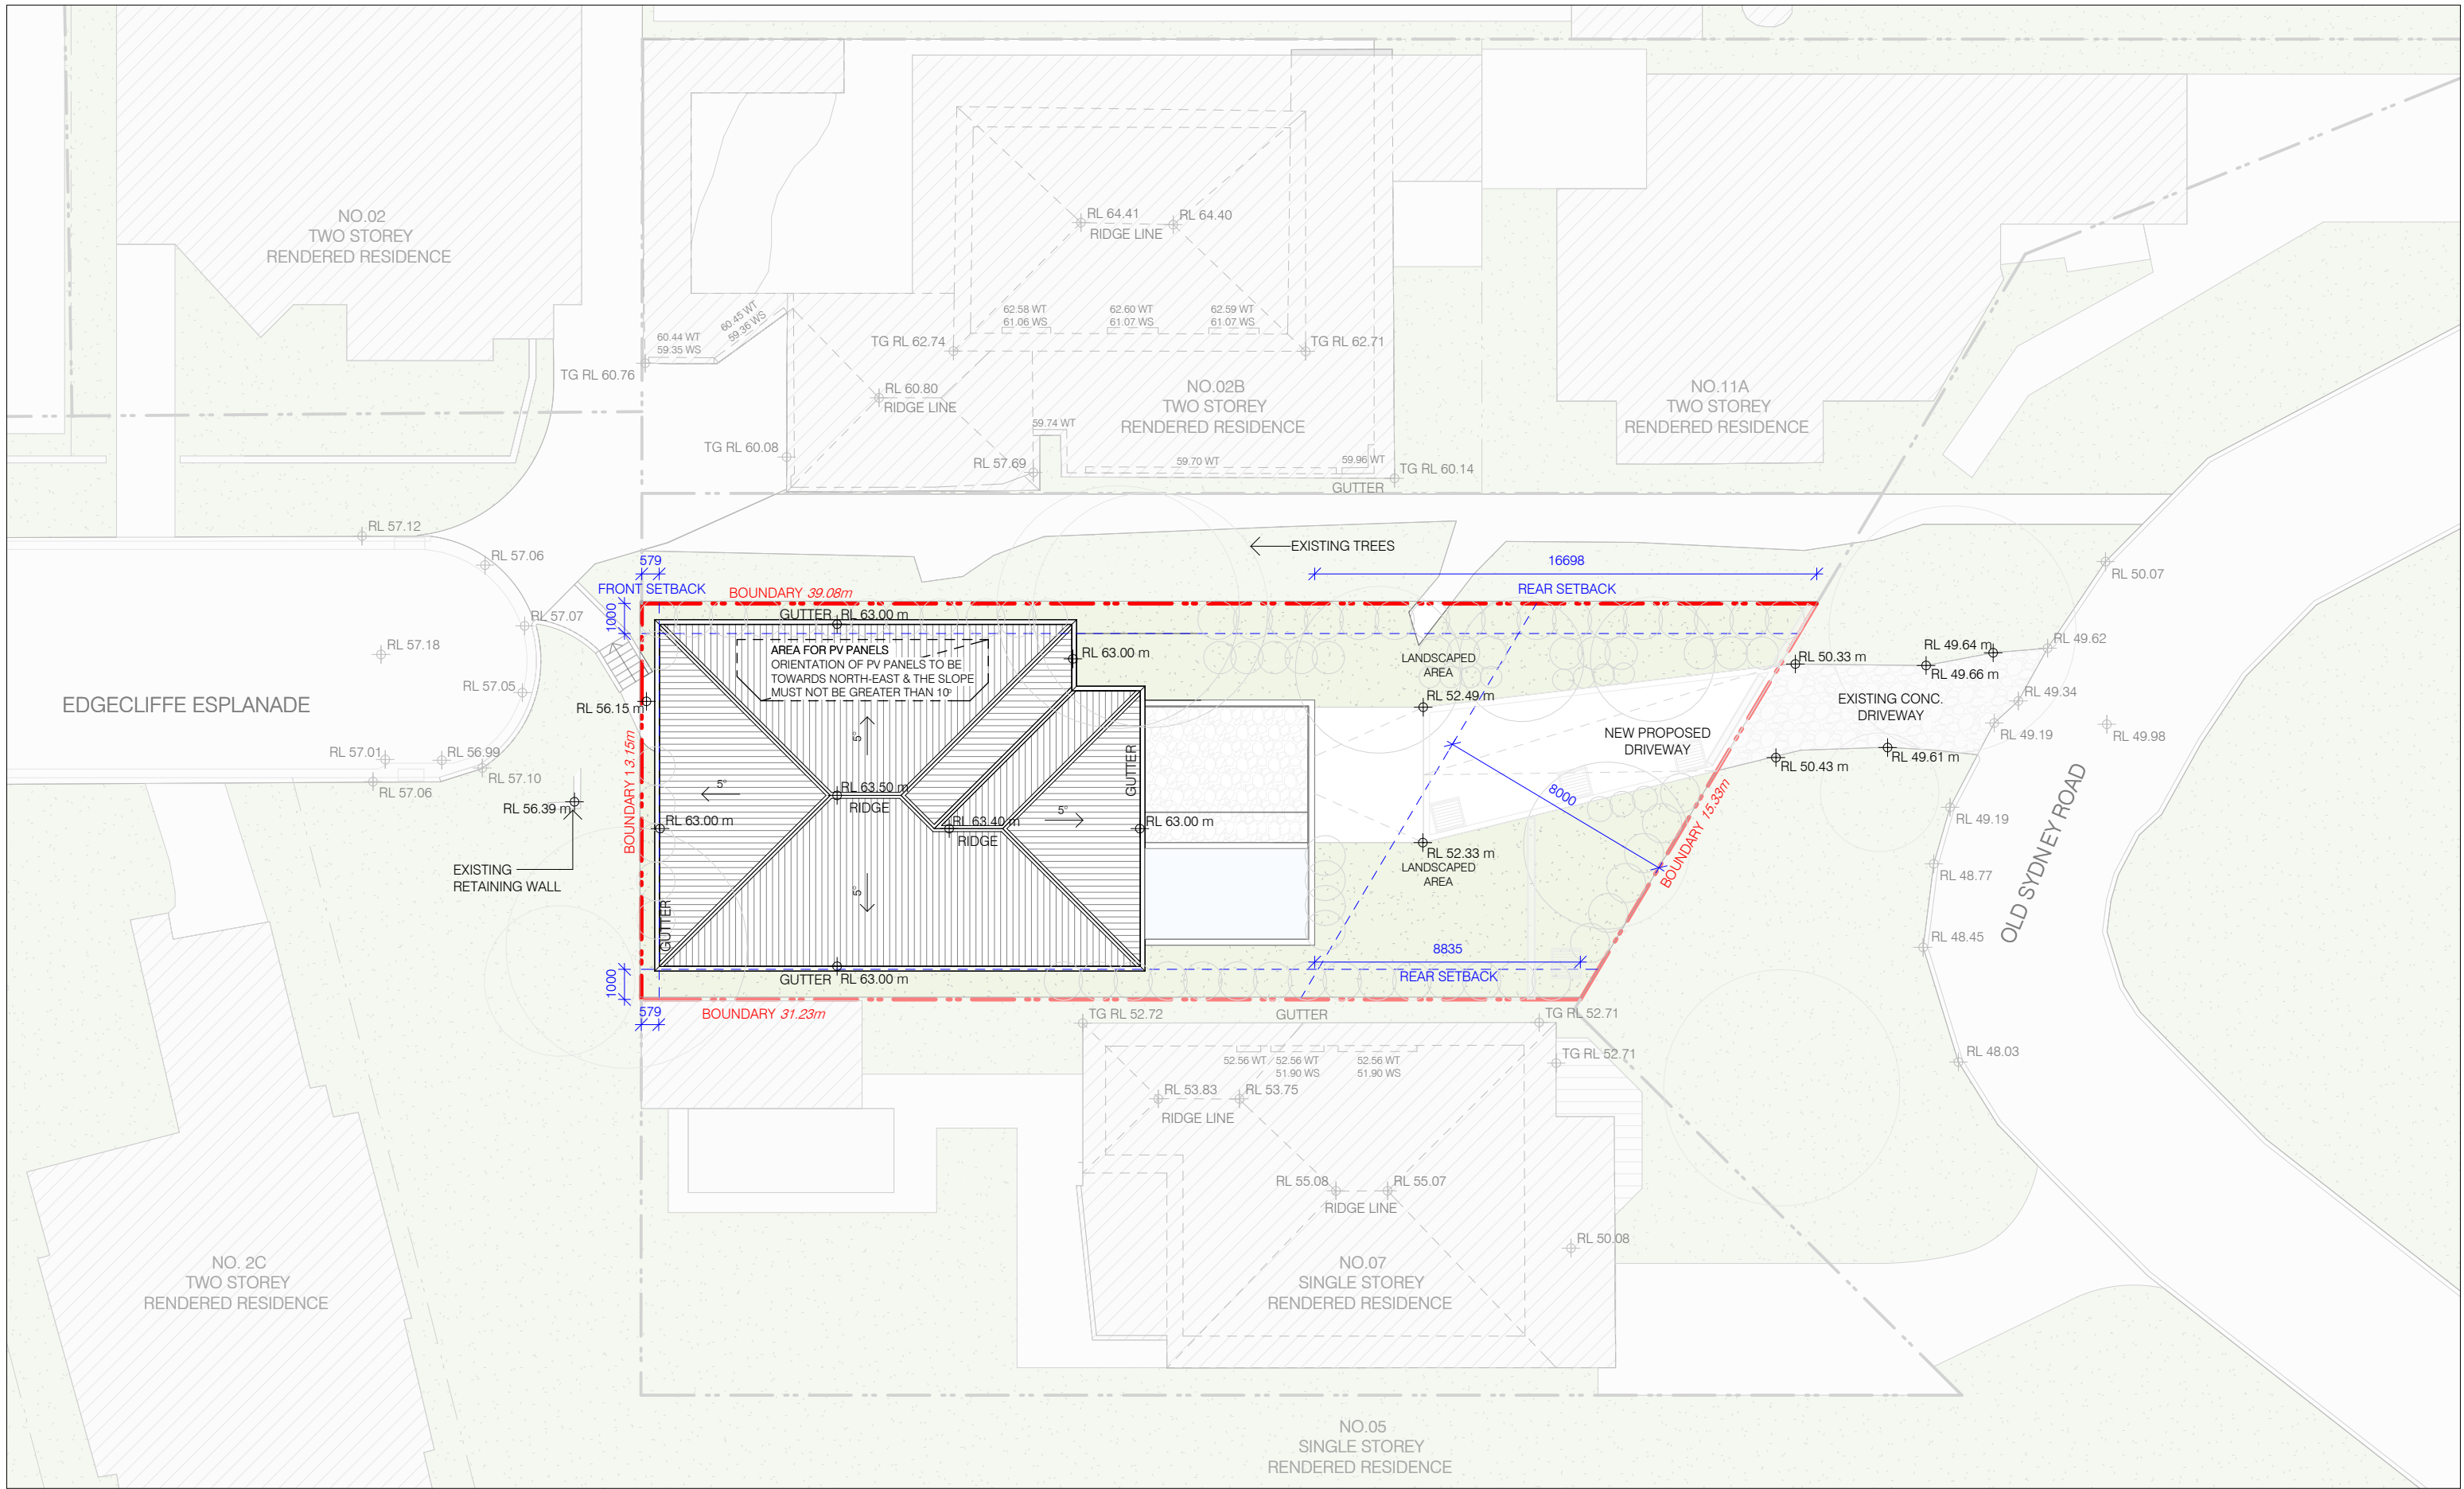 NO.02
TWO STOREY
RENDERED RESIDENCE
RL 64.41
RL 64.40
RIDGE LINE
62.58 WT
61.06 WS
62.60 WT
61.07 WS
62.59 WT
61.07 WS
60.45 WT
59.36 WS
60.44 WT
59.35 WS
TG RL 62.74
TG RL 62.71
TG RL 60.76
RL 60.80
RIDGE LINE
NO.02B
TWO STOREY
RENDERED RESIDENCE
NO.11A
TWO STOREY
RENDERED RESIDENCE
59.74 WT
TG RL 60.08
RL 57.69
59.70 WT
59.96 WT
TG RL 60.14
GUTTER
RL 57.12
RL 57.06
EXISTING TREES
579
FRONT SETBACK
16698
REAR SETBACK
RL 50.07
BOUNDARY 39.08m
1000
RL 57.07
GUTTER
RL 63.00 m
RL 57.18
AREA FOR PV PANELS
ORIENTATION OF PV PANELS TO BE
TOWARDS NORTH-EAST & THE SLOPE
MUST NOT BE GREATER THAN 10°
RL 63.00 m
LANDSCAPED
AREA
RL 50.33 m
RL 49.64 m
RL 49.62
RL 49.66 m
RL 57.05
RL 56.15 m
RL 52.49 m
EXISTING CONC.
DRIVEWAY
RL 49.34
EDGECLIFFE ESPLANADE
5°
NEW PROPOSED
DRIVEWAY
RL 49.19
RL 49.98
RL 57.01
RL 56.99
RL 57.10
RL 57.06
BOUNDARY 13.15m
GUTTER
RL 50.43 m
RL 49.61 m
5°
RL 63.50 m
RIDGE
8000
BOUNDARY 15.33m
OLD SYDNEY ROAD
RL 56.39 m
RL 63.00 m
RL 63.40 m
RIDGE
5°
RL 63.00 m
RL 49.19
EXISTING
RETAINING WALL
RL 52.33 m
LANDSCAPED
AREA
RL 48.77
5°
GUTTER
RL 48.45
8835
REAR SETBACK
1000
GUTTER
RL 63.00 m
579
BOUNDARY 31.23m
TG RL 52.72
GUTTER
TG RL 52.71
52.56 WT
52.56 WT
51.90 WS
52.56 WT
51.90 WS
TG RL 52.71
RL 48.03
RL 53.83
RL 53.75
RIDGE LINE
RL 55.08
RL 55.07
RIDGE LINE
RL 50.08
NO. 2C
TWO STOREY
RENDERED RESIDENCE
NO.07
SINGLE STOREY
RENDERED RESIDENCE
NO.05
SINGLE STOREY
RENDERED RESIDENCE